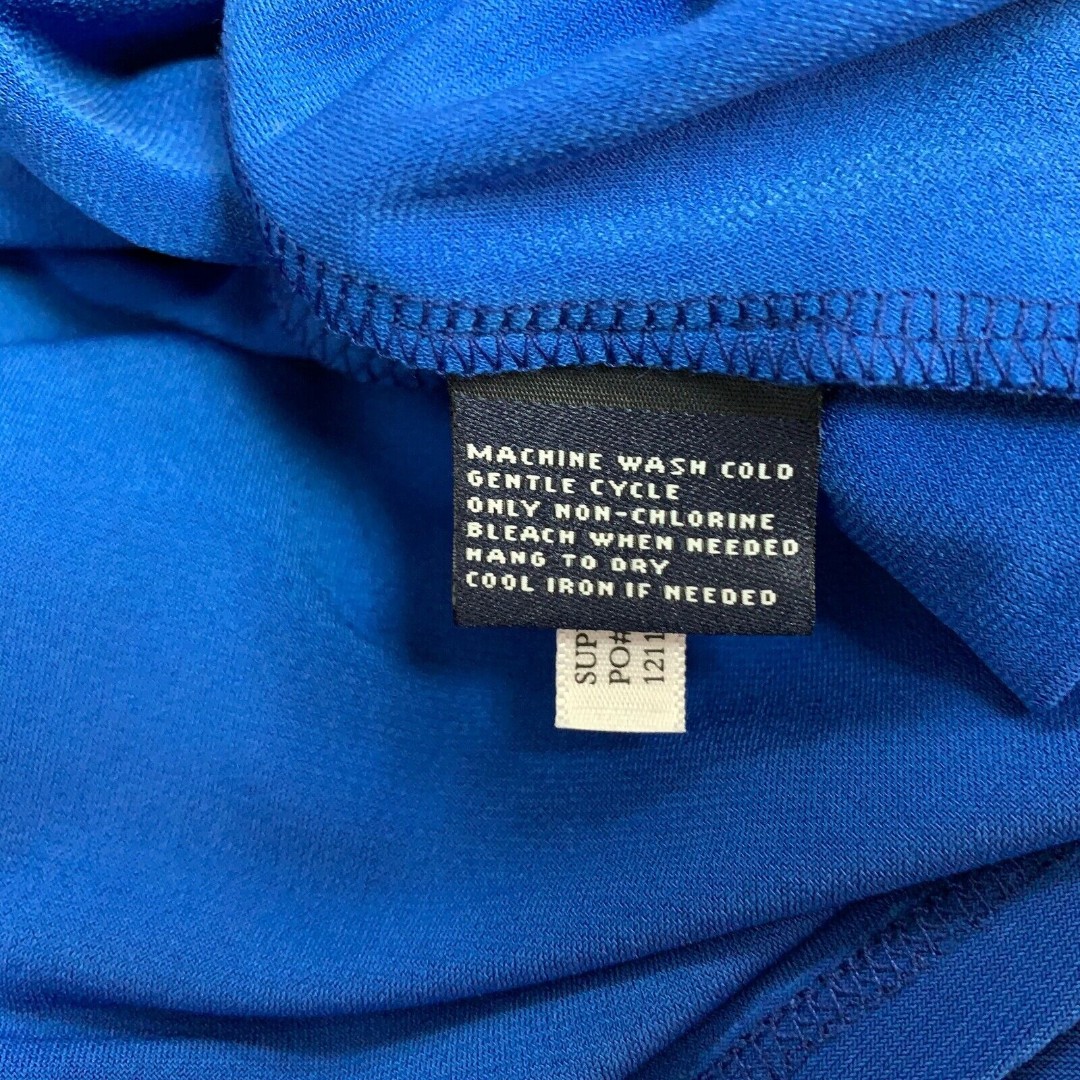 MACHINE WASH COLD
GENTLE CYCLE
ONLY NON-CHLORINE
BLEACH WHEN NEEDED
HANG TO DRY
COOL IRON IF NEEDED
SUP
PO#
1211